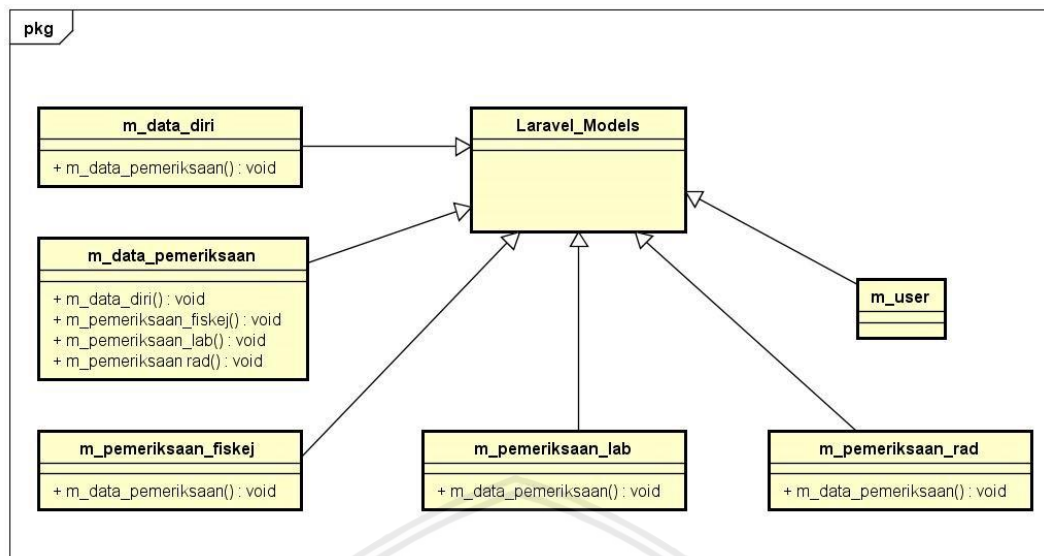 pkg
m_data_diri
+ m_data_pemeriksaan() : void
Laravel_Models
m_data_pemeriksaan
+ m_data_diri() : void
+ m_pemeriksaan_fiskej() : void
+ m_pemeriksaan_lab() : void
+ m_pemeriksaan rad() : void
m_user
m_pemeriksaan_fiskej
+ m_data_pemeriksaan() : void
m_pemeriksaan_lab
+ m_data_pemeriksaan() : void
m_pemeriksaan_rad
+ m_data_pemeriksaan() : void